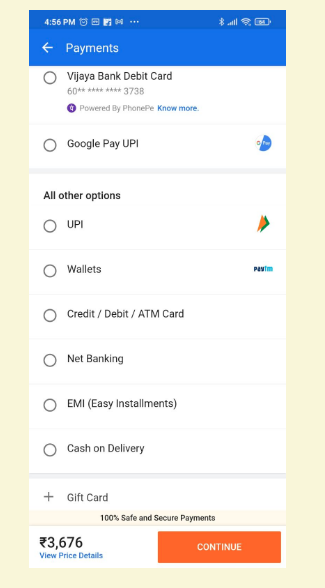 4:56 PM
54
Payments
Vijaya Bank Debit Card
60** **** **** 3738
Powered By PhonePe Know more.
Google Pay UPI
All other options
UPI
Wallets
paytm
Credit / Debit / ATM Card
Net Banking
EMI (Easy Installments)
Cash on Delivery
+ Gift Card
100% Safe and Secure Payments
₹3,676
View Price Details
CONTINUE